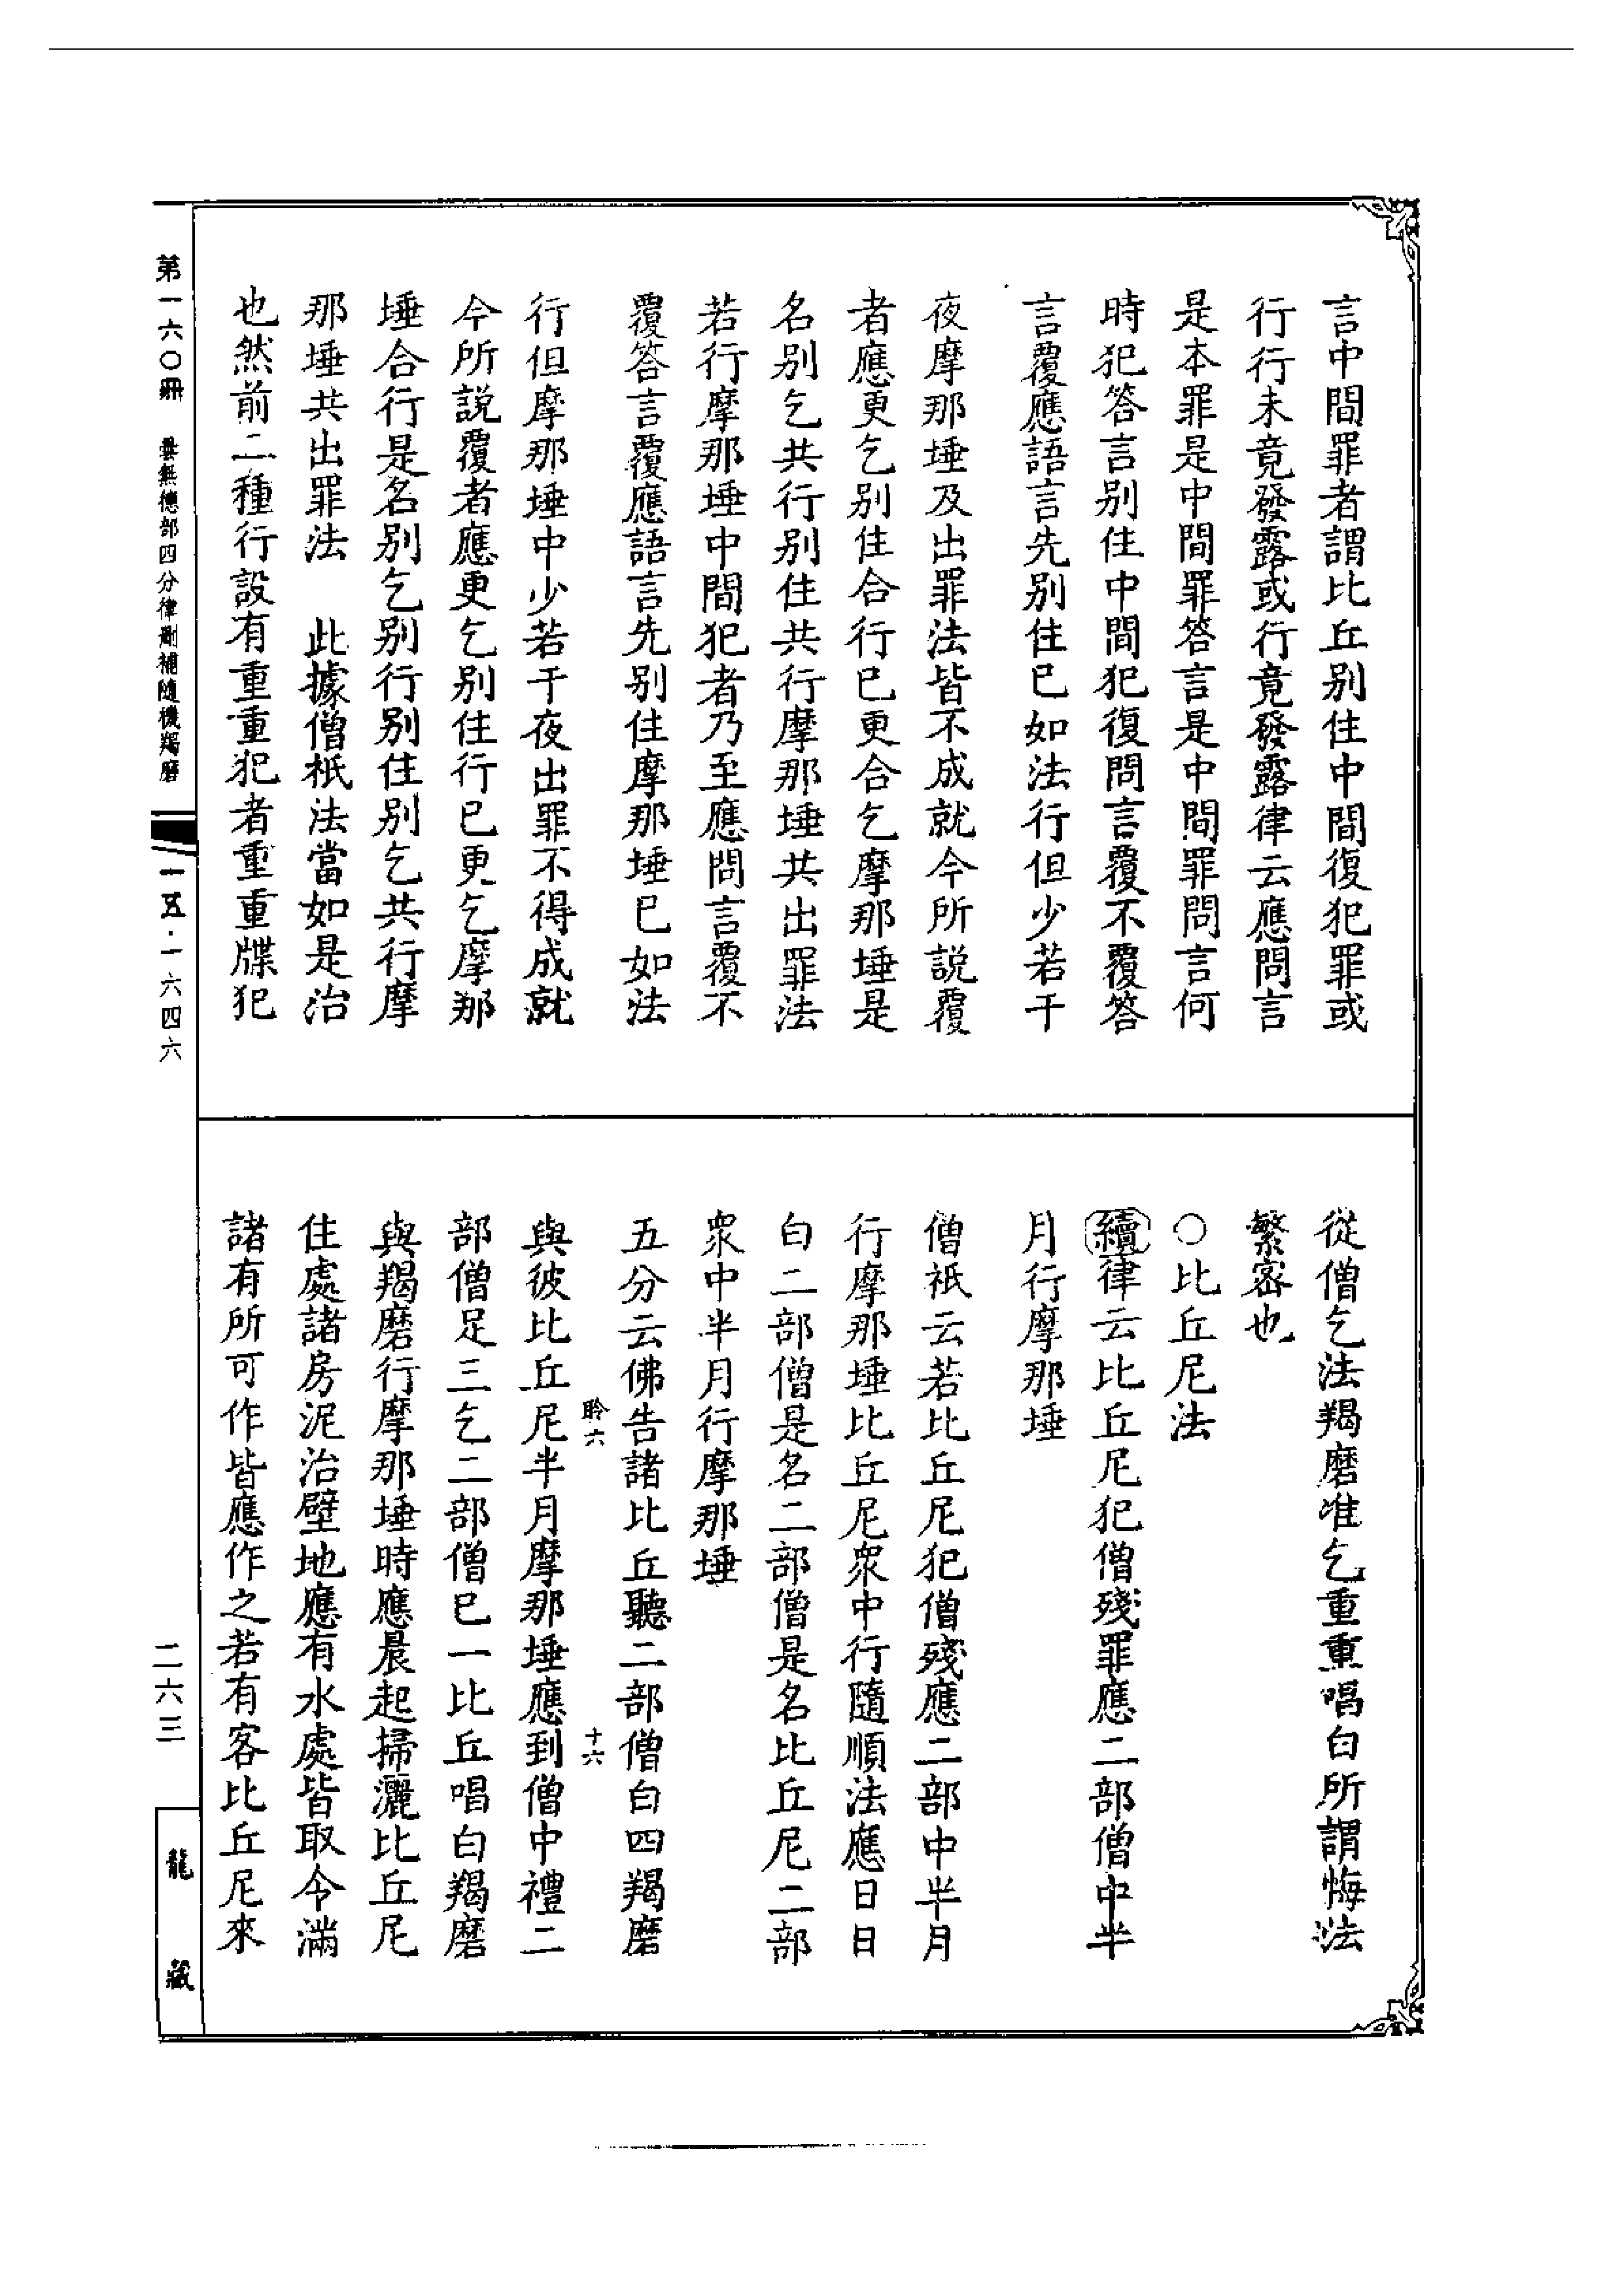 言中間罪者謂比丘別住中間復犯罪或
行行未竟發露或行竟發露律云應問言
是本罪是中間罪答言是中間罪問言何
時犯答言別住中間犯復問言覆不覆答
言覆應語言先別住已如法行但少若干
夜摩那埵及出罪法皆不成就今所說覆
者應更乞別住合行已更合乞摩那埵是
名別乞共行別住共行摩那埵共出罪法
若行摩那埵中間犯者乃至應問言覆不
覆答言覆應語言先別住摩那埵已如法
行但摩那埵中少若干夜出罪不得成就
今所說覆者應更乞別住行已更乞摩那
埵合行是名別乞別行別住別乞共行摩
那埵共出罪法　此據僧祇法當如是治
也然前二種行設有重重犯者重重牒犯
從僧乞法羯磨准乞重重唱白所謂悔法
繁密也
○比丘尼法
續律云比丘尼犯僧殘罪應二部僧中半
月行摩那埵
僧祇云若比丘尼犯僧殘應二部中半月
行摩那埵比丘尼眾中行隨順法應日日
白二部僧是名二部僧是名比丘尼二部
眾中半月行摩那埵
五分云佛告諸比丘聽二部僧白四羯磨
聆六　十六
與彼比丘尼半月摩那埵應到僧中禮二
部僧足三乞二部僧已一比丘唱白羯磨
與羯磨行摩那埵時應晨起掃灑比丘尼
住處諸房泥治壁地應有水處皆取令滿
諸有所可作皆應作之若有客比丘尼來
第一六〇冊　曇無德部四分律刪補隨機羯磨
一五·一六四六
二六三
龍藏